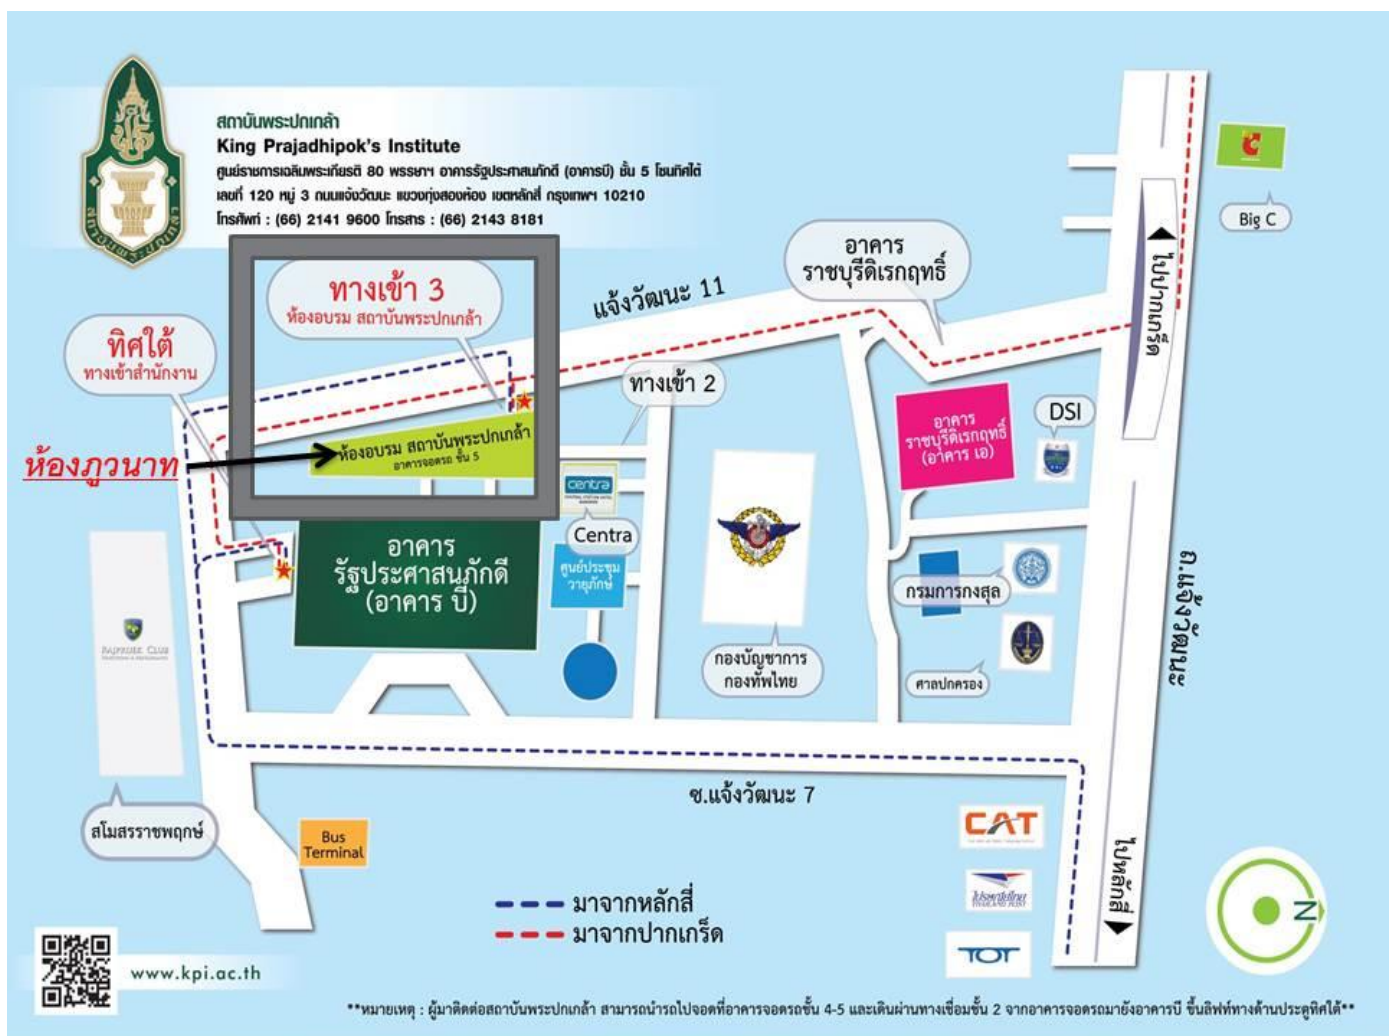 สถาบันพระปกเกล้า
King Prajadhipok's Institute
ศูนย์ราชการเฉลิมพระเกียรติ 80 พรรษาฯ อาคารรัฐประศาสนภักดี (อาคารบี) ชั้น 5 โซนทิศใต้
เลขที่ 120 หมู่ 3 ถนนแจ้งวัฒนะ แขวงทุ่งสองห้อง เขตหลักสี่ กรุงเทพฯ 10210
โทรศัพท์ : (66) 2141 9600 โทรสาร : (66) 2143 8181
สถาบันพระปกเกล้า
Big C
ไปปากเกร็ด
อาคาร
ราชบุรีดิเรกฤทธิ์
แจ้งวัฒนะ 11
ทางเข้า 3
ห้องอบรม สถาบันพระปกเกล้า
ทิศใต้
ทางเข้าสำนักงาน
ทางเข้า 2
ห้องภูวนาท
ห้องอบรม สถาบันพระปกเกล้า
อาคารจอดรถ ชั้น 5
อาคาร
ราชบุรีดิเรกฤทธิ์
(อาคาร เอ)
DSI
centra
Centra
อาคาร
รัฐประศาสนภักดี
(อาคาร บี)
ศูนย์ประชุม
วายุภักษ์
กรมการกงสุล
ถ.แจ้งวัฒนะ
RAJPRUEK CLUB
กองบัญชาการ
กองทัพไทย
ศาลปกครอง
ซ.แจ้งวัฒนะ 7
สโมสรราชพฤกษ์
Bus
Terminal
CAT
ไปหลักสี่
ไปรษณีย์ไทย
THAILAND POST
TOT
มาจากหลักสี่
มาจากปากเกร็ด
N
www.kpi.ac.th
**หมายเหตุ : ผู้มาติดต่อสถาบันพระปกเกล้า สามารถนำรถไปจอดที่อาคารจอดรถชั้น 4-5 และเดินผ่านทางเชื่อมชั้น 2 จากอาคารจอดรถมายังอาคารบี ขึ้นลิฟท์ทางด้านประตูทิศใต้**